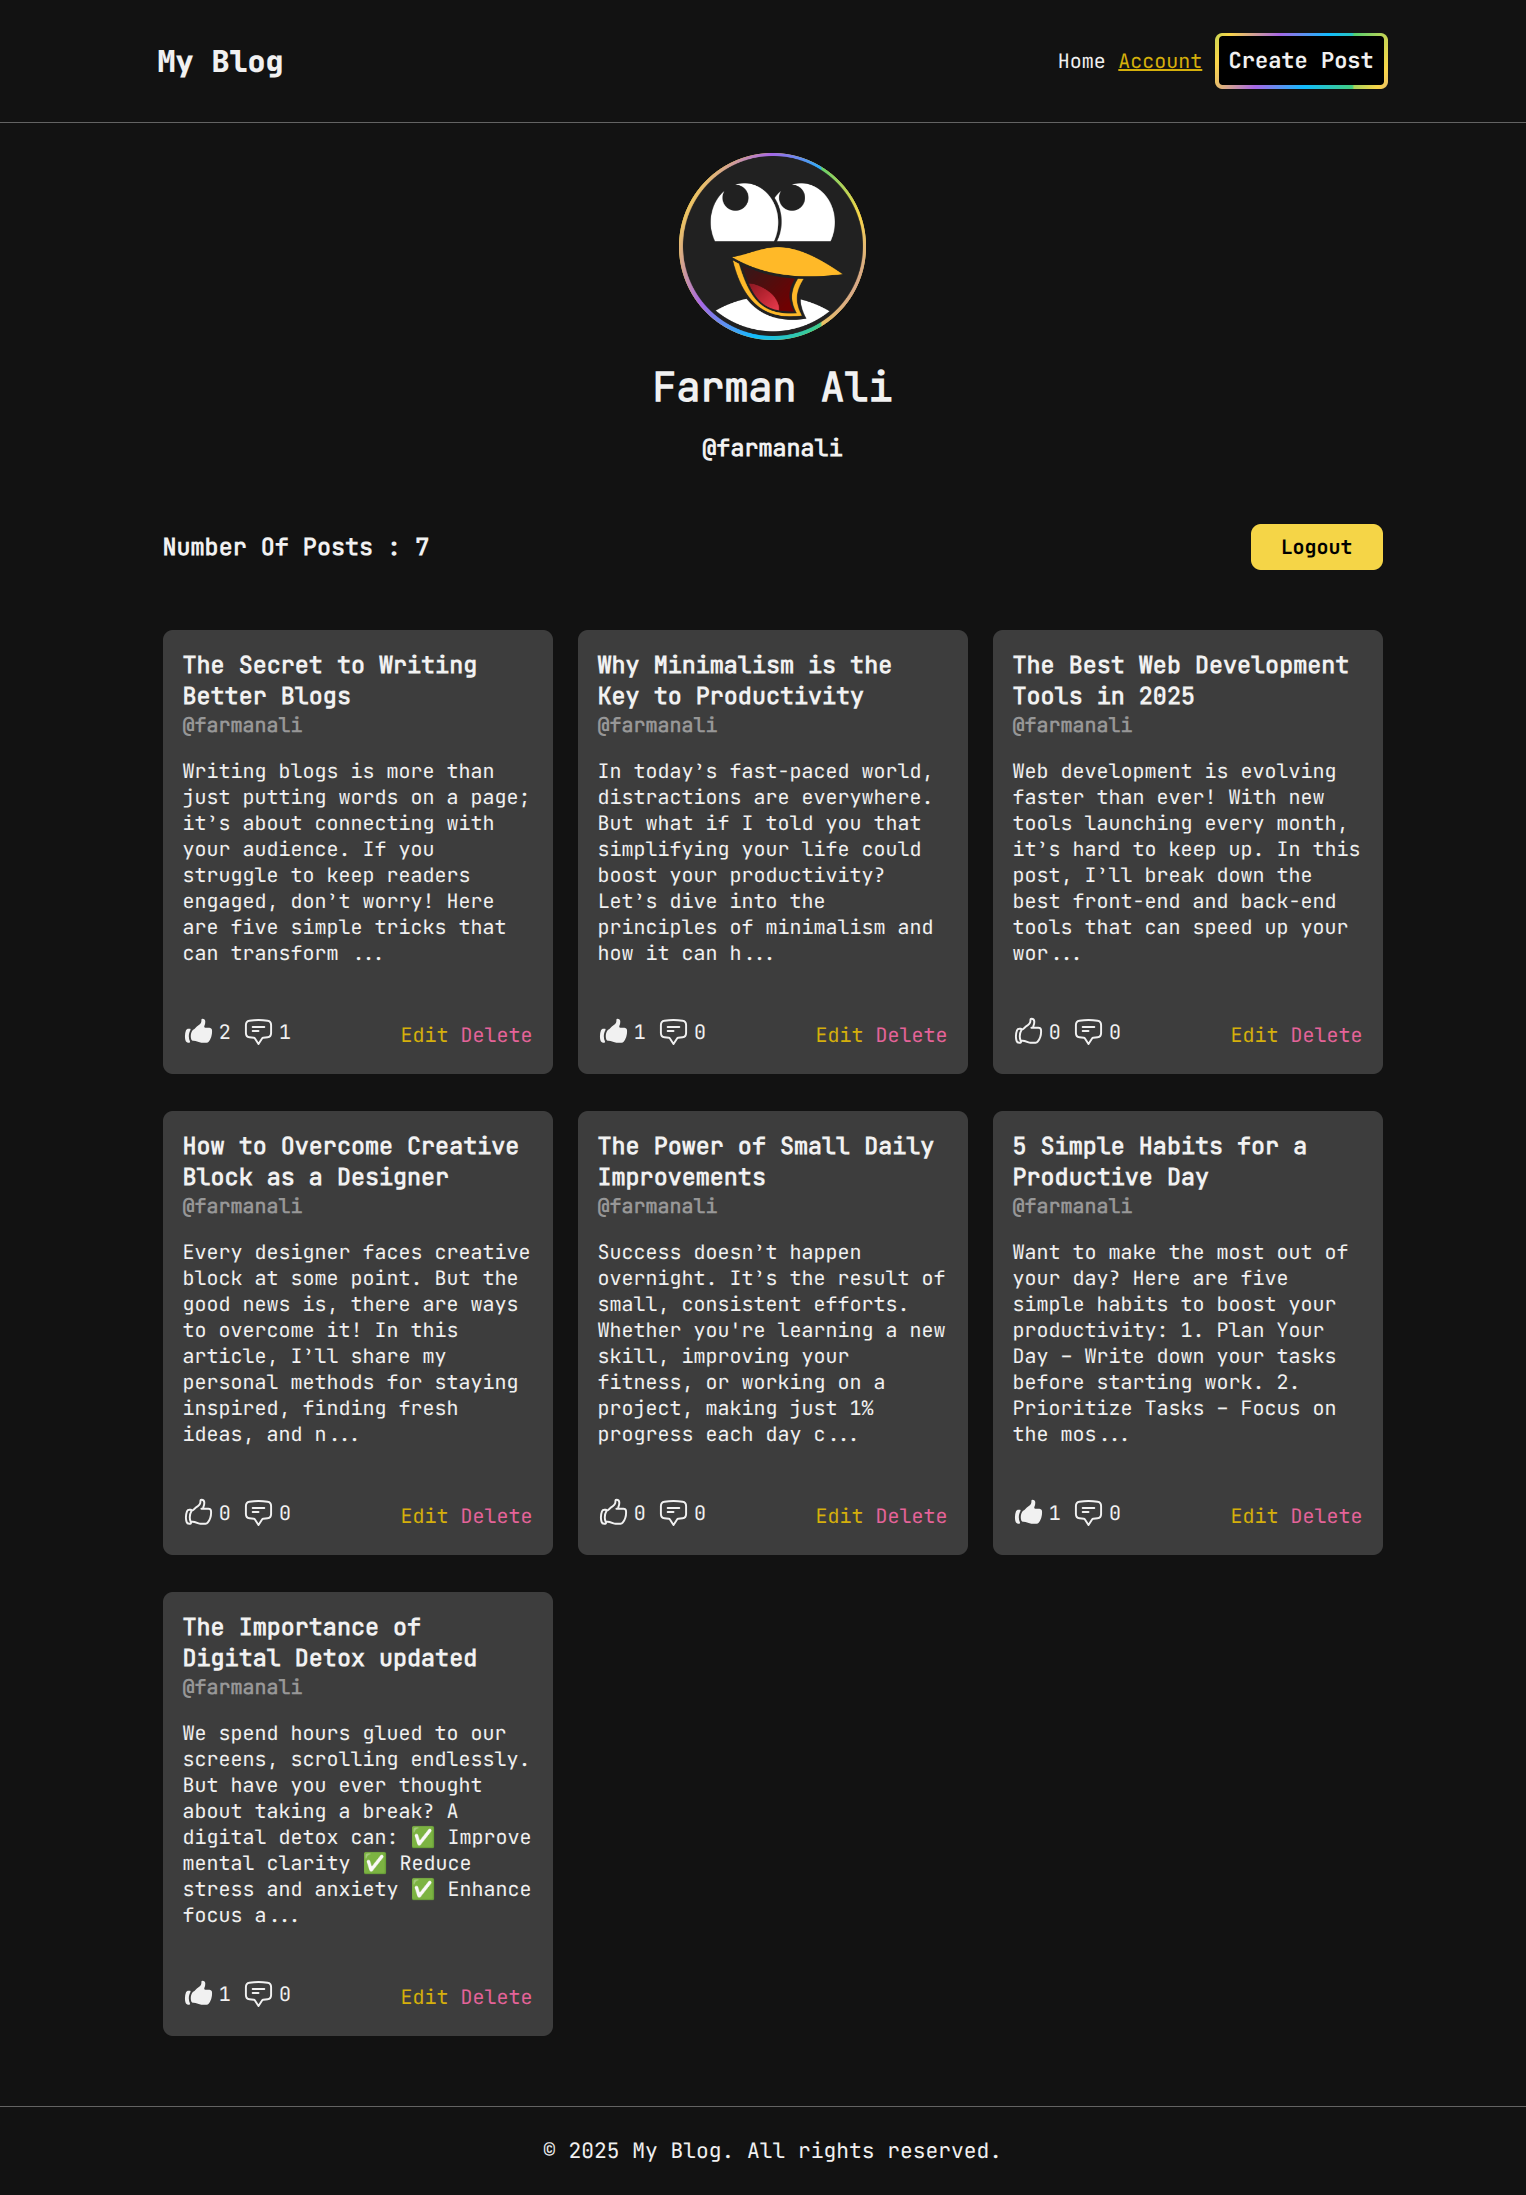 My Blog
Home Account Create Post
Farman Ali
@farmanali
Number Of Posts : 7
Logout
The Secret to Writing
Better Blogs
@farmanali
Writing blogs is more than
just putting words on a page;
it’s about connecting with
your audience. If you
struggle to keep readers
engaged, don’t worry! Here
are five simple tricks that
can transform ...
2 1 Edit Delete
Why Minimalism is the
Key to Productivity
@farmanali
In today’s fast-paced world,
distractions are everywhere.
But what if I told you that
simplifying your life could
boost your productivity?
Let’s dive into the
principles of minimalism and
how it can h...
1 0 Edit Delete
The Best Web Development
Tools in 2025
@farmanali
Web development is evolving
faster than ever! With new
tools launching every month,
it’s hard to keep up. In this
post, I’ll break down the
best front-end and back-end
tools that can speed up your
wor...
0 0 Edit Delete
How to Overcome Creative
Block as a Designer
@farmanali
Every designer faces creative
block at some point. But the
good news is, there are ways
to overcome it! In this
article, I’ll share my
personal methods for staying
inspired, finding fresh
ideas, and n...
0 0 Edit Delete
The Power of Small Daily
Improvements
@farmanali
Success doesn’t happen
overnight. It’s the result of
small, consistent efforts.
Whether you're learning a new
skill, improving your
fitness, or working on a
project, making just 1%
progress each day c...
0 0 Edit Delete
5 Simple Habits for a
Productive Day
@farmanali
Want to make the most out of
your day? Here are five
simple habits to boost your
productivity: 1. Plan Your
Day – Write down your tasks
before starting work. 2.
Prioritize Tasks – Focus on
the mos...
1 0 Edit Delete
The Importance of
Digital Detox updated
@farmanali
We spend hours glued to our
screens, scrolling endlessly.
But have you ever thought
about taking a break? A
digital detox can: ✅ Improve
mental clarity ✅ Reduce
stress and anxiety ✅ Enhance
focus a...
1 0 Edit Delete
© 2025 My Blog. All rights reserved.